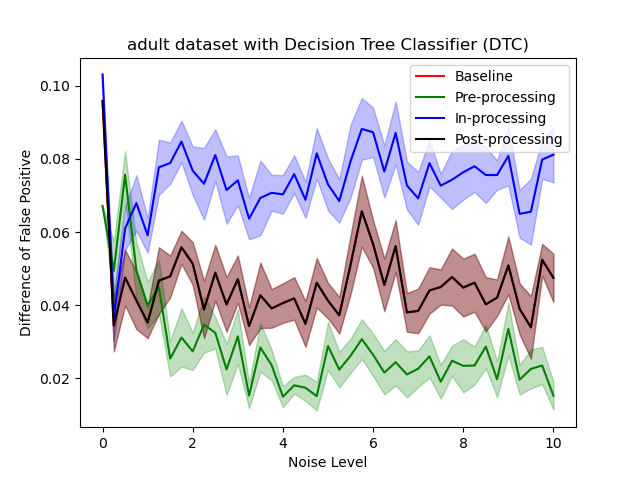 adult dataset with Decision Tree Classifier (DTC)
Baseline
Pre-processing
In-processing
Post-processing
Difference of False Positive
0.10
0.08
0.06
0.04
0.02
0 2 4 6 8 10
Noise Level